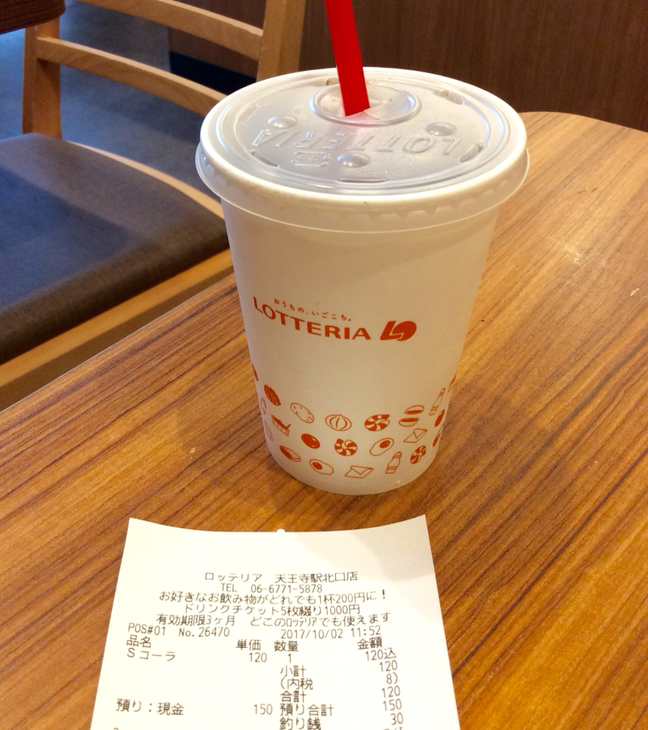 LOTTERIA
おうちの、いごこち。
LOTTERIA
ロッテリア 天王寺駅北口店
TEL 06-6771-5878
お好きなお飲み物がどれでも1杯200円に!
ドリンクチケット5枚綴り1000円
有効期限3ヶ月 どこのロッテリアでも使えます
POS#01 No.26470 2017/10/02 11:52
品名 単価 数量 金額
Sコーラ 120 1 120込
小計 120
(内税 8)
合計 120
預り:現金 150 預り合計 150
釣り銭 30